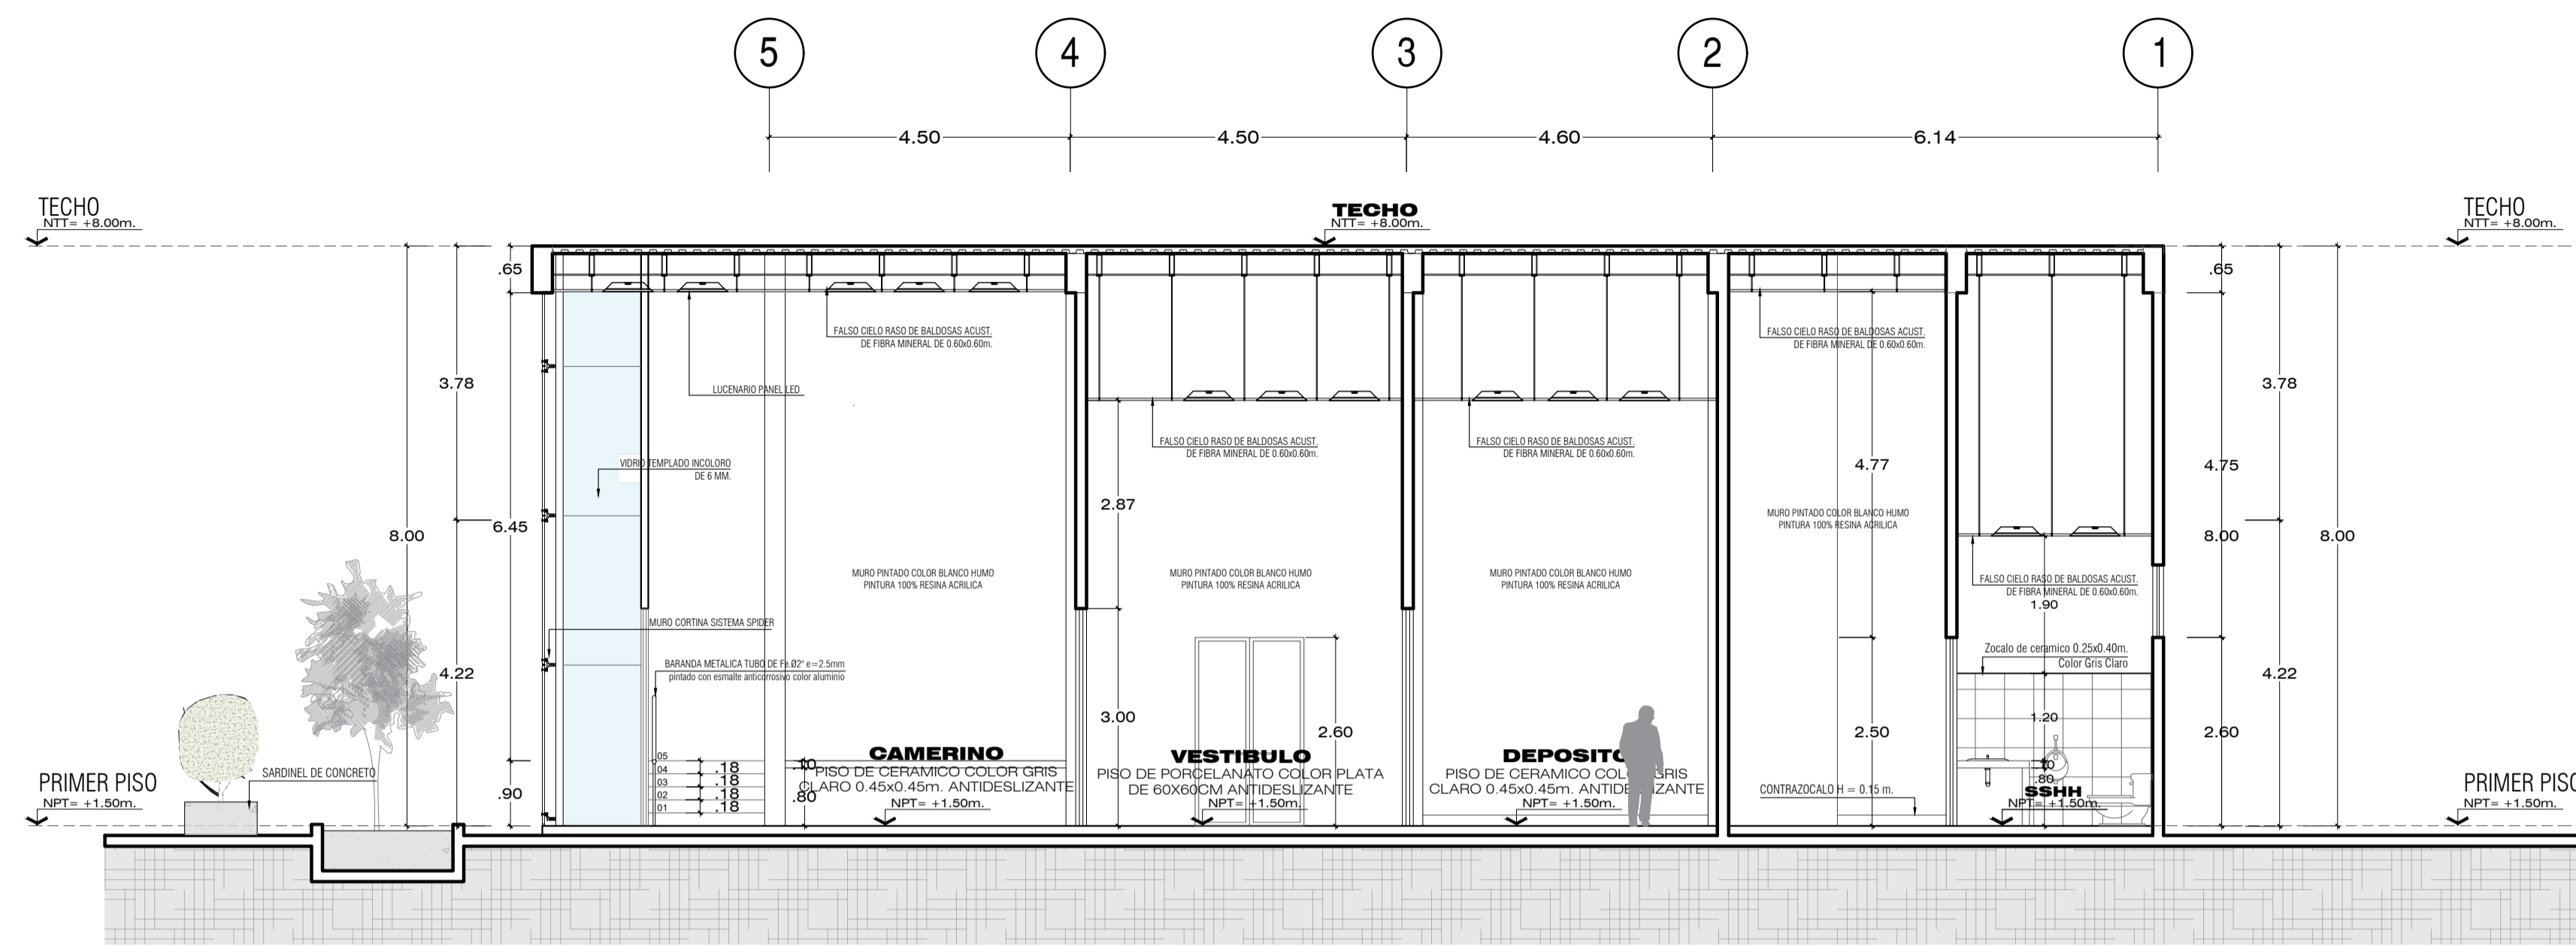 5
4
3
2
1
4.50
4.50
4.60
6.14
TECHO
NTT= +8.00m.
TECHO
NTT= +8.00m.
TECHO
NTT= +8.00m.
.65
.65
FALSO CIELO RASO DE BALDOSAS ACUST.
DE FIBRA MINERAL DE 0.60x0.60m.
FALSO CIELO RASO DE BALDOSAS ACUST.
DE FIBRA MINERAL DE 0.60x0.60m.
3.78
LUCENARIO PANEL LED
3.78
FALSO CIELO RASO DE BALDOSAS ACUST.
DE FIBRA MINERAL DE 0.60x0.60m.
FALSO CIELO RASO DE BALDOSAS ACUST.
DE FIBRA MINERAL DE 0.60x0.60m.
VIDRIO TEMPLADO INCOLORO
DE 6 MM.
4.77
4.75
2.87
MURO PINTADO COLOR BLANCO HUMO
PINTURA 100% RESINA ACRILICA
6.45
8.00
8.00
8.00
MURO PINTADO COLOR BLANCO HUMO
PINTURA 100% RESINA ACRILICA
MURO PINTADO COLOR BLANCO HUMO
PINTURA 100% RESINA ACRILICA
MURO PINTADO COLOR BLANCO HUMO
PINTURA 100% RESINA ACRILICA
FALSO CIELO RASO DE BALDOSAS ACUST.
DE FIBRA MINERAL DE 0.60x0.60m.
1.90
MURO CORTINA SISTEMA SPIDER
Zocalo de ceramico 0.25x0.40m.
Color Gris Claro
BARANDA METALICA TUBO DE Fe.Ø2" e=2.5mm
pintado con esmalte anticorrosivo color aluminio
4.22
4.22
3.00
2.60
2.50
1.20
2.60
PRIMER PISO
NPT= +1.50m.
SARDINEL DE CONCRETO
.90
05
04
03
02
01
.18
.18
.18
.18
.10
.80
CAMERINO
PISO DE CERAMICO COLOR GRIS
CLARO 0.45x0.45m. ANTIDESLIZANTE
NPT= +1.50m.
VESTIBULO
PISO DE PORCELANATO COLOR PLATA
DE 60X60CM ANTIDESLIZANTE
NPT= +1.50m.
DEPOSITO
PISO DE CERAMICO COLOR GRIS
CLARO 0.45x0.45m. ANTIDESLIZANTE
NPT= +1.50m.
CONTRAZOCALO H = 0.15 m.
.80
SSHH
NPT= +1.50m.
PRIMER PISO
NPT= +1.50m.